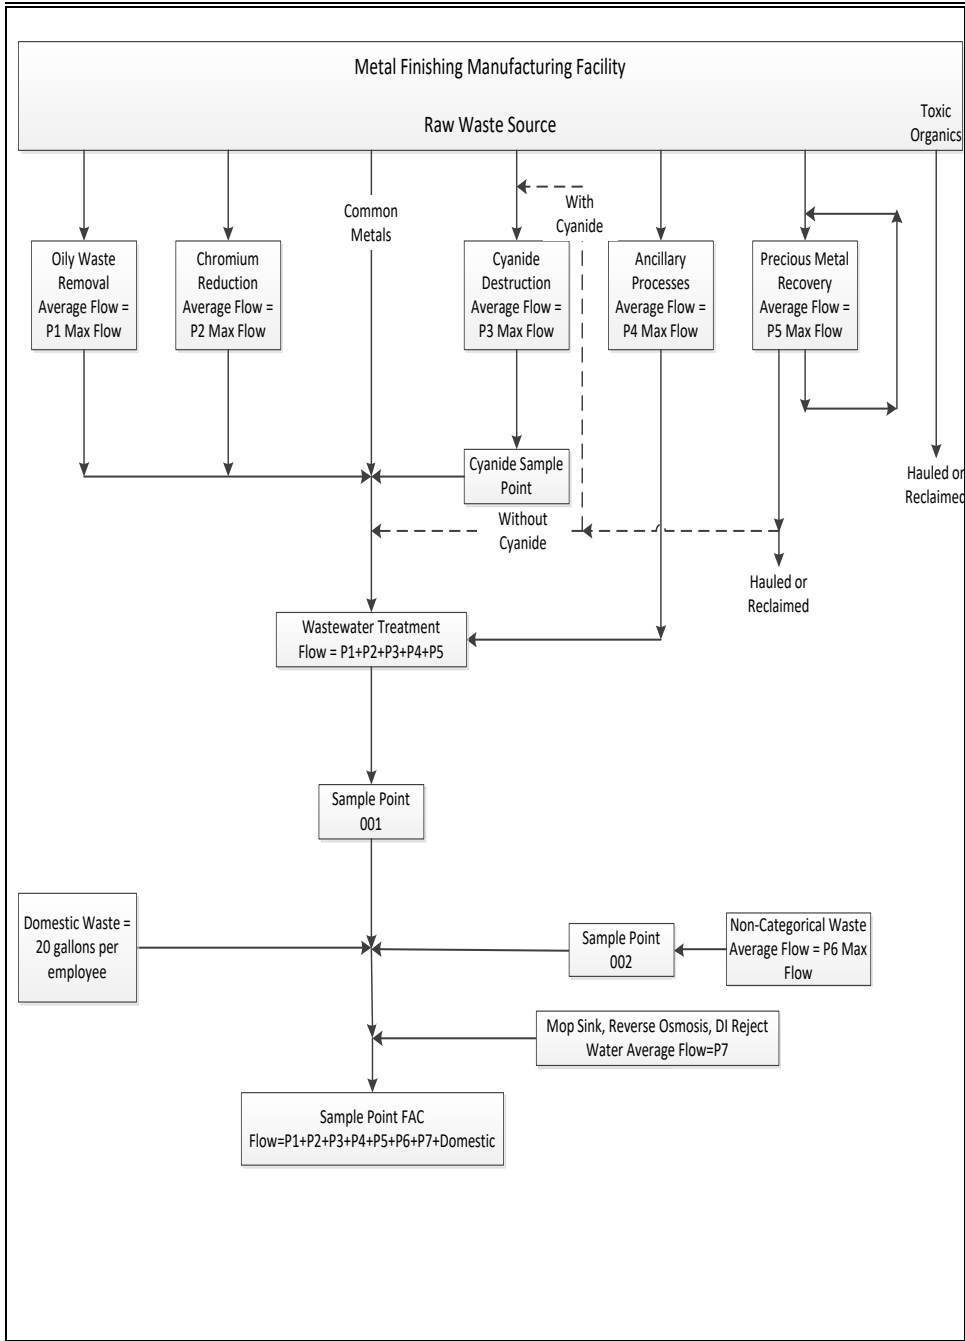 Metal Finishing Manufacturing Facility
Raw Waste Source
Toxic
Organics
Common
Metals
With
Cyanide
Oily Waste
Removal
Average Flow =
P1 Max Flow
Chromium
Reduction
Average Flow =
P2 Max Flow
Cyanide
Destruction
Average Flow =
P3 Max Flow
Ancillary
Processes
Average Flow =
P4 Max Flow
Precious Metal
Recovery
Average Flow =
P5 Max Flow
Cyanide Sample
Point
Hauled or
Reclaimed
Without
Cyanide
Hauled or
Reclaimed
Wastewater Treatment
Flow = P1+P2+P3+P4+P5
Sample Point
001
Domestic Waste =
20 gallons per
employee
Sample Point
002
Non-Categorical Waste
Average Flow = P6 Max
Flow
Mop Sink, Reverse Osmosis, DI Reject
Water Average Flow=P7
Sample Point FAC
Flow=P1+P2+P3+P4+P5+P6+P7+Domestic